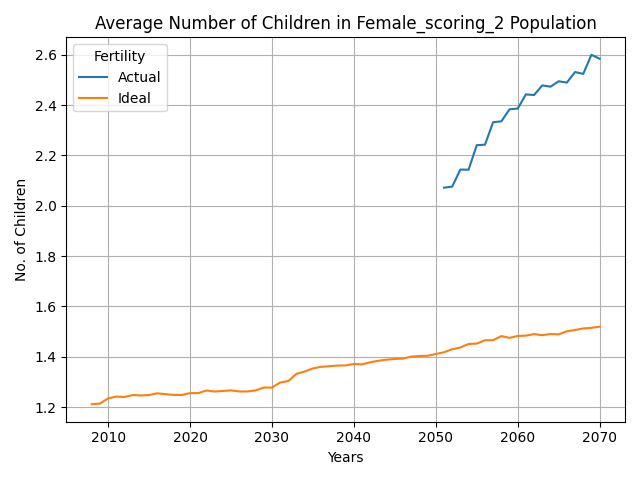 Average Number of Children in Female_scoring_2 Population
Fertility
Actual
Ideal
No. of Children
2.6
2.4
2.2
2.0
1.8
1.6
1.4
1.2
2010 2020 2030 2040 2050 2060 2070
Years